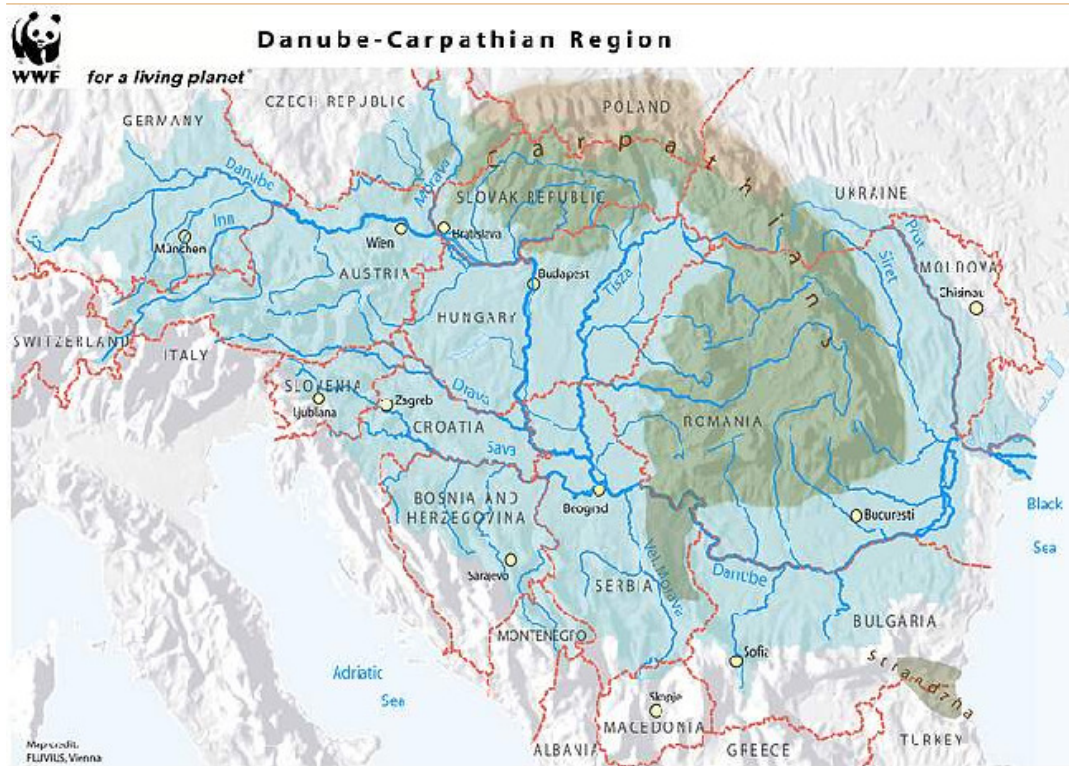 Danube-Carpathian Region
WWF
for a living planet®
GERMANY
CZECH REPUBLIC
POLAND
Carpathians
UKRAINE
Danube
Morava
SLOVAK REPUBLIC
Inn
München
Wien
Bratislava
Prut
Siret
MOLDOVA
Chisinau
AUSTRIA
Budapest
Tisza
HUNGARY
SWITZERLAND
ITALY
SLOVENIA
Ljubljana
Drava
Zagreb
CROATIA
ROMANIA
Sava
BOSNIA AND
HERZEGOVINA
Beograd
Bucuresti
Black
Sea
Sarajevo
SERBIA
Vel. Morava
Danube
BULGARIA
MONTENEGRO
Sofia
Adriatic
Sea
Strandzha
Skopje
MACEDONIA
ALBANIA
GREECE
TURKEY
Map credit:
FLUVIUS, Vienna